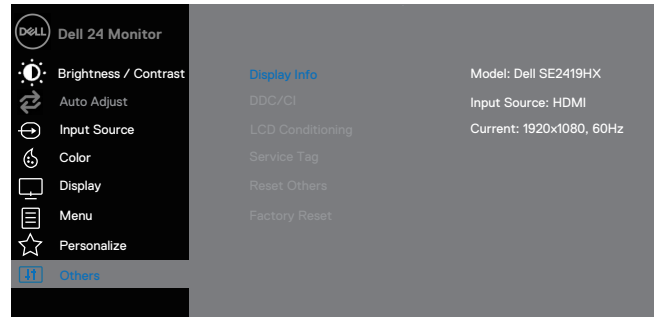 DELL Dell 24 Monitor
Brightness / Contrast
Auto Adjust
Input Source
Color
Display
Menu
Personalize
Others
Display Info
DDC/CI
LCD Conditioning
Service Tag
Reset Others
Factory Reset
Model: Dell SE2419HX
Input Source: HDMI
Current: 1920x1080, 60Hz